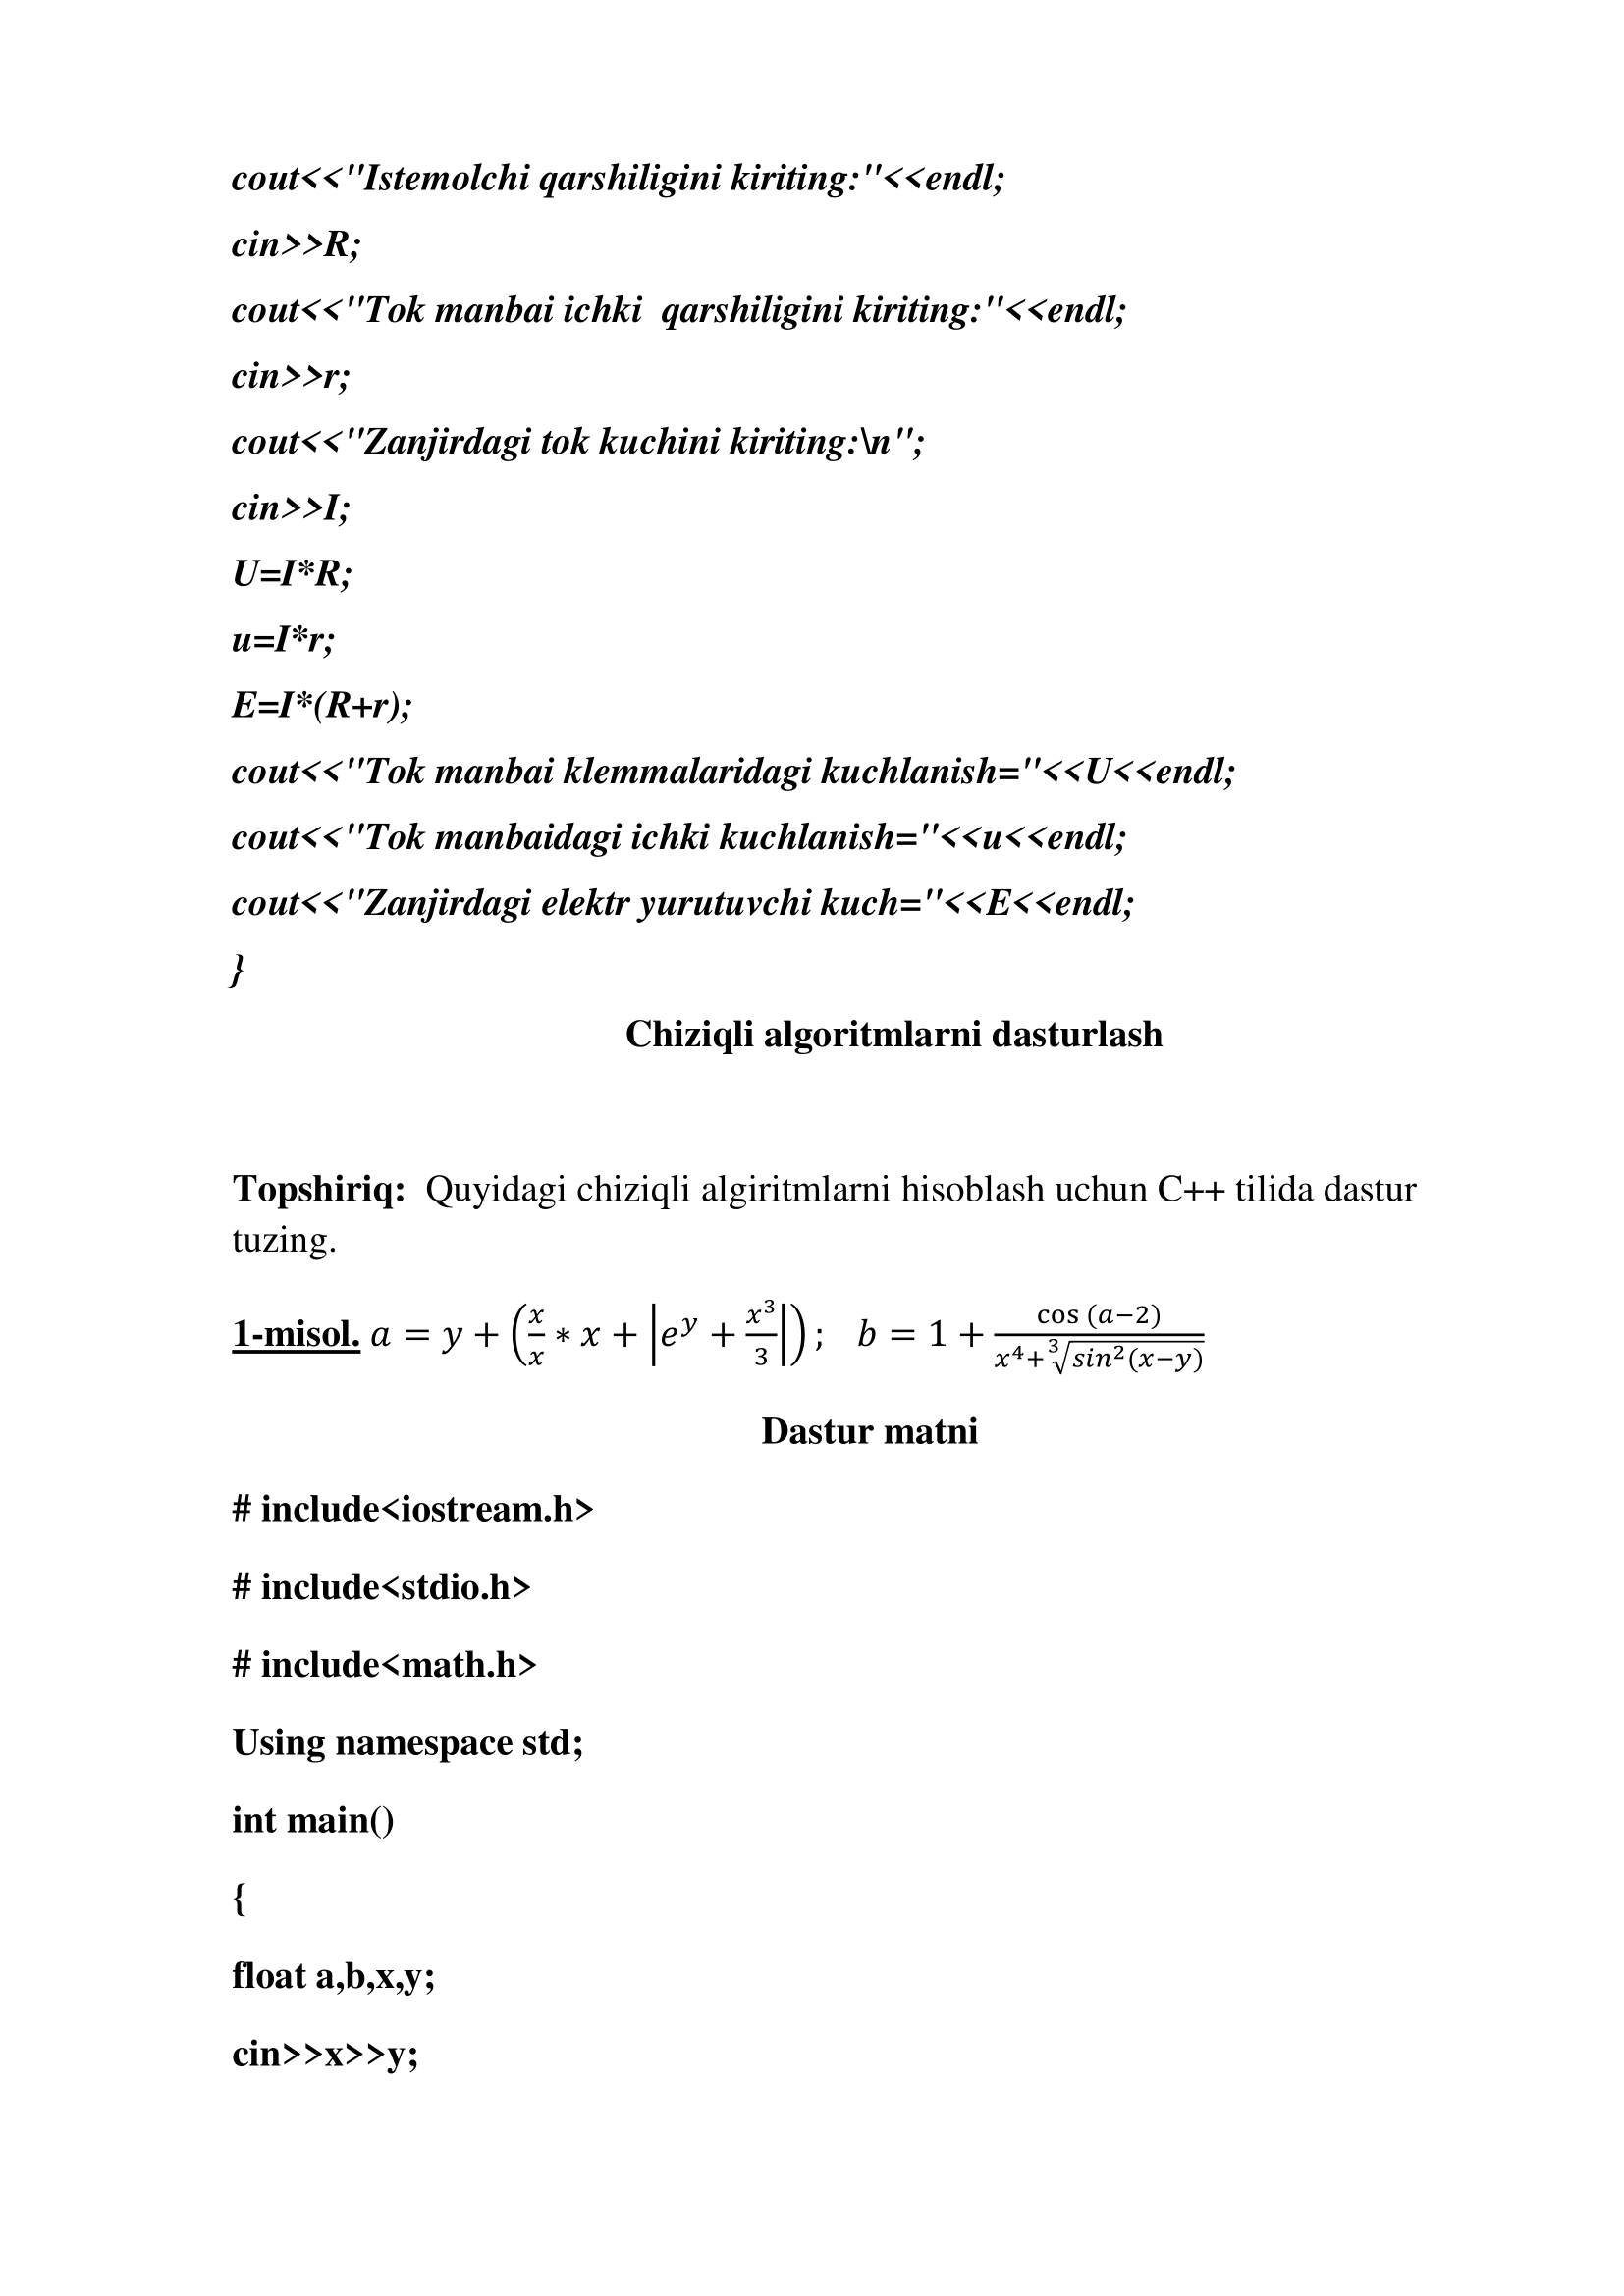 cout<<"Istemolchi qarshiligini kiriting:"<<endl;
cin>>R;
cout<<"Tok manbai ichki  qarshiligini kiriting:"<<endl;
cin>>r;
cout<<"Zanjirdagi tok kuchini kiriting:\n";
cin>>I;
U=I*R;
u=I*r;
E=I*(R+r);
cout<<"Tok manbai klemmalaridagi kuchlanish="<<U<<endl;
cout<<"Tok manbaidagi ichki kuchlanish="<<u<<endl;
cout<<"Zanjirdagi elektr yurutuvchi kuch="<<E<<endl;
}
Chiziqli algoritmlarni dasturlash
Topshiriq:  Quyidagi chiziqli algiritmlarni hisoblash uchun C++ tilida dastur
tuzing.
1-misol. $a = y + \left(\frac{x}{x} * x + \left|e^y + \frac{x^3}{3}\right|\right);\ \ b = 1 + \frac{\cos(a-2)}{x^4+\sqrt[3]{sin^2(x-y)}}$
Dastur matni
# include<iostream.h>
# include<stdio.h>
# include<math.h>
Using namespace std;
int main()
{
float a,b,x,y;
cin>>x>>y;